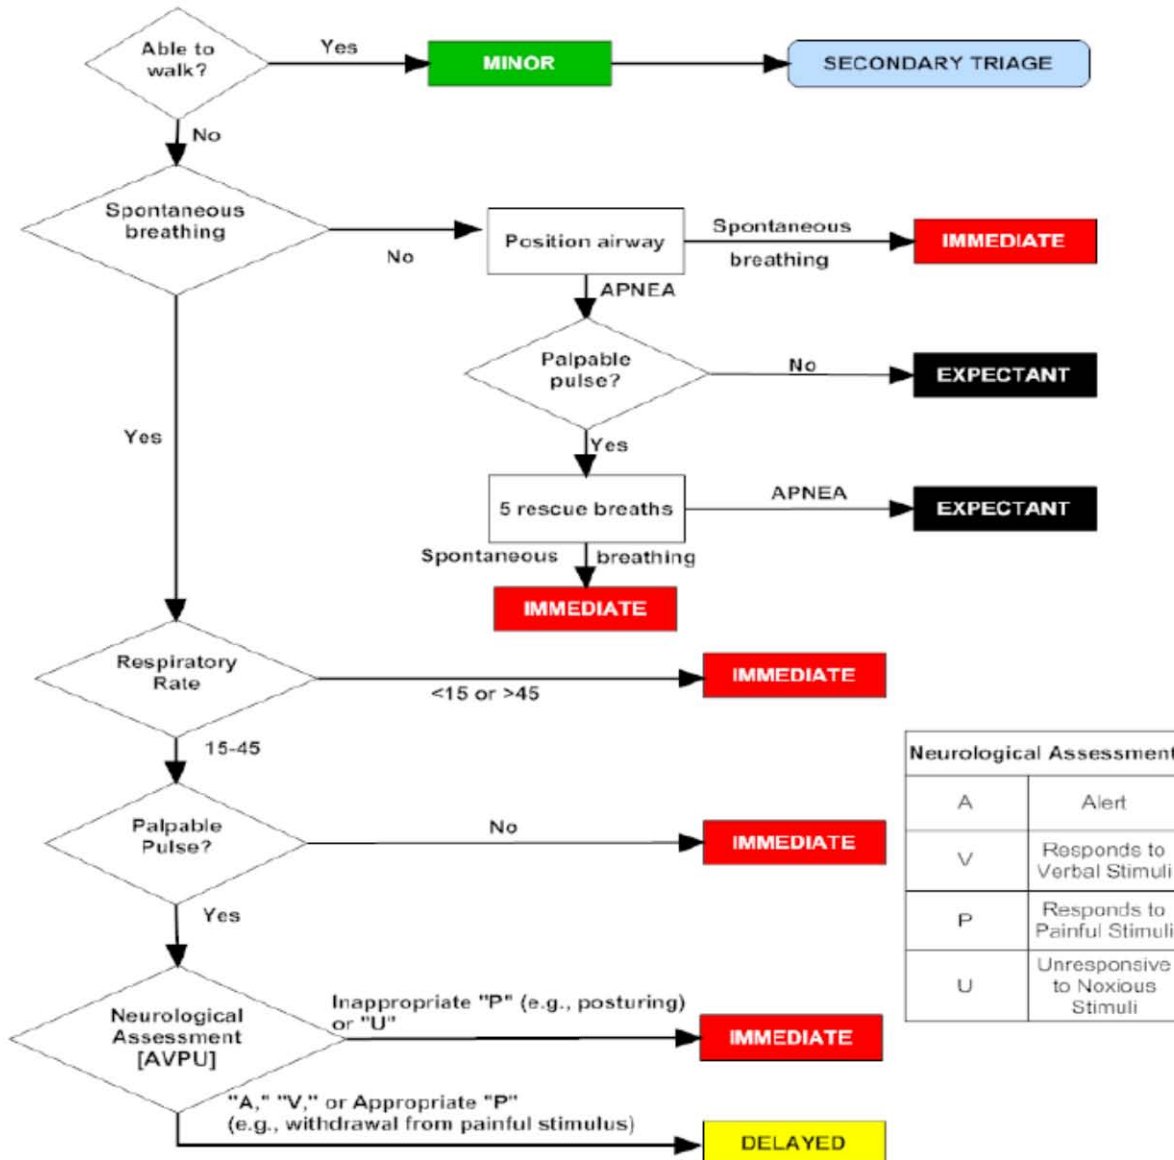 Able to
walk?
Yes
MINOR
SECONDARY TRIAGE
No
Spontaneous
breathing
No
Position airway
Spontaneous
breathing
IMMEDIATE
APNEA
Palpable
pulse?
No
EXPECTANT
Yes
Yes
5 rescue breaths
APNEA
EXPECTANT
Spontaneous breathing
IMMEDIATE
Respiratory
Rate
<15 or >45
IMMEDIATE
15-45
Palpable
Pulse?
No
IMMEDIATE
Yes
Neurological
Assessment
[AVPU]
Inappropriate "P" (e.g., posturing)
or "U"
IMMEDIATE
"A," "V," or Appropriate "P"
(e.g., withdrawal from painful stimulus)
DELAYED
Neurological Assessment
A
Alert
V
Responds to
Verbal Stimuli
P
Responds to
Painful Stimuli
U
Unresponsive
to Noxious
Stimuli